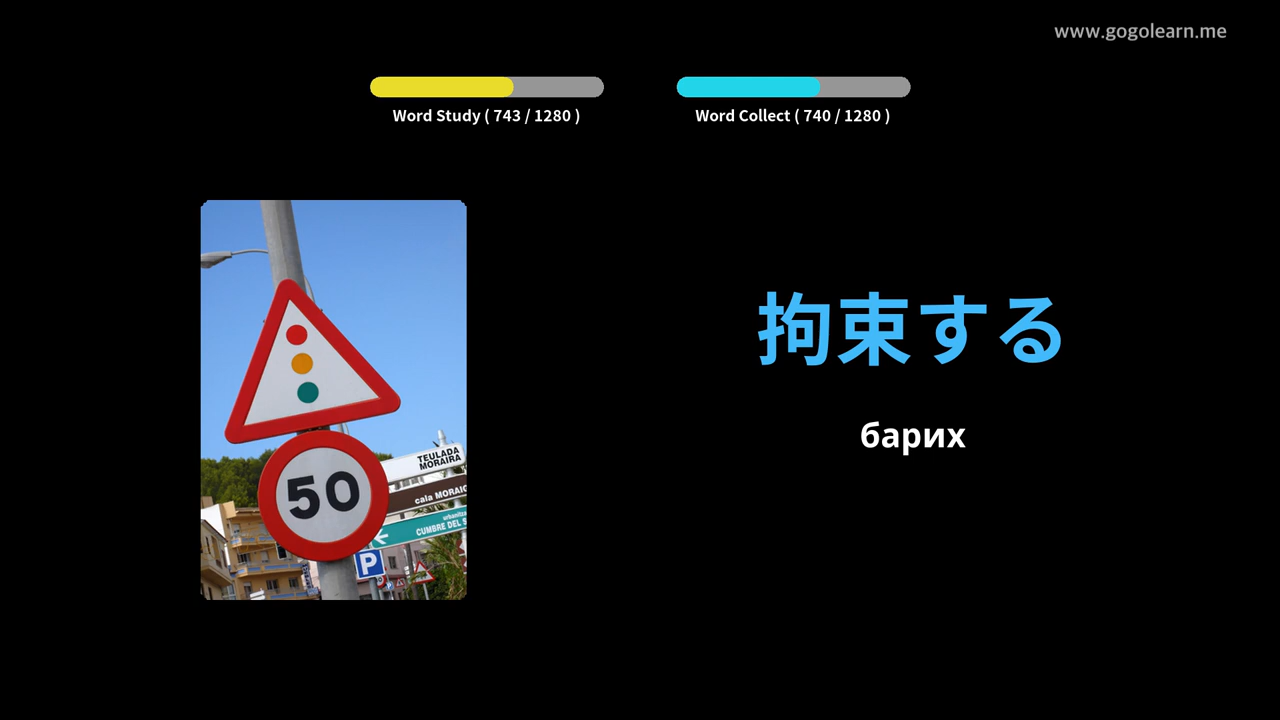 www.gogolearn.me
Word Study ( 743 / 1280 )
Word Collect ( 740 / 1280 )
拘束する
барих
50
TEULADA
MORAIRA
cala MORAIG
CUMBRE DEL S
P